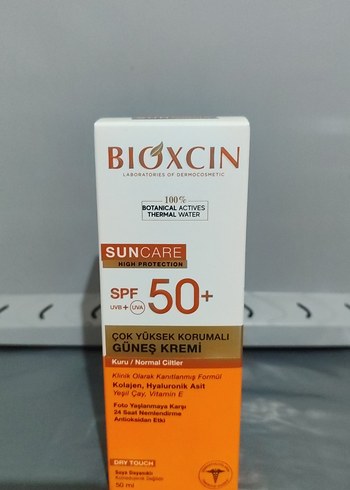 BIOXCIN
LABORATORIES OF DERMOCOSMETIC
100%
BOTANICAL ACTIVES
THERMAL WATER
SUNCARE
HIGH PROTECTION
SPF 50+
UVB + UVA
ÇOK YÜKSEK KORUMALI
GÜNEŞ KREMİ
Kuru / Normal Ciltler
Klinik Olarak Kanıtlanmış Formül
Kolajen, Hyaluronik Asit
Yeşil Çay, Vitamin E
Foto Yaşlanmaya Karşı
24 Saat Nemlendirme
Antioksidan Etki
DRY TOUCH
Suya Dayanıklı
50 ml